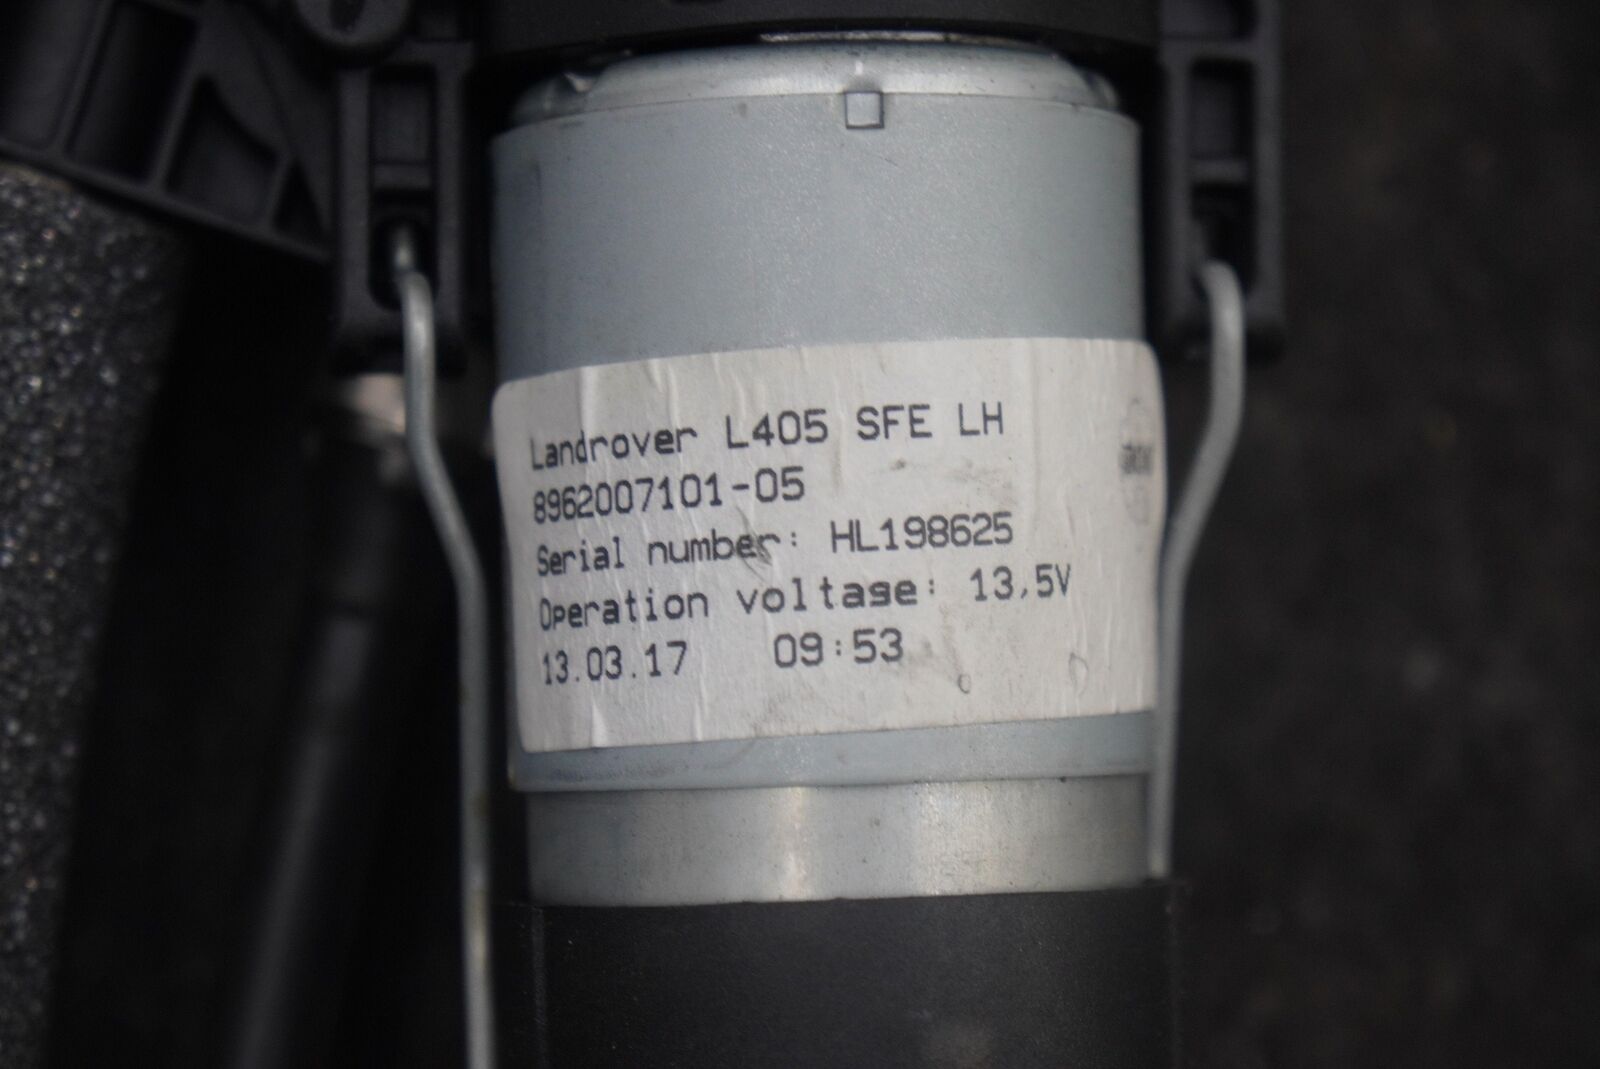 Landrover L405 SFE LH
8962007101-05
Serial number: HL198625
Operation voltage: 13,5V
13.03.17 09:53